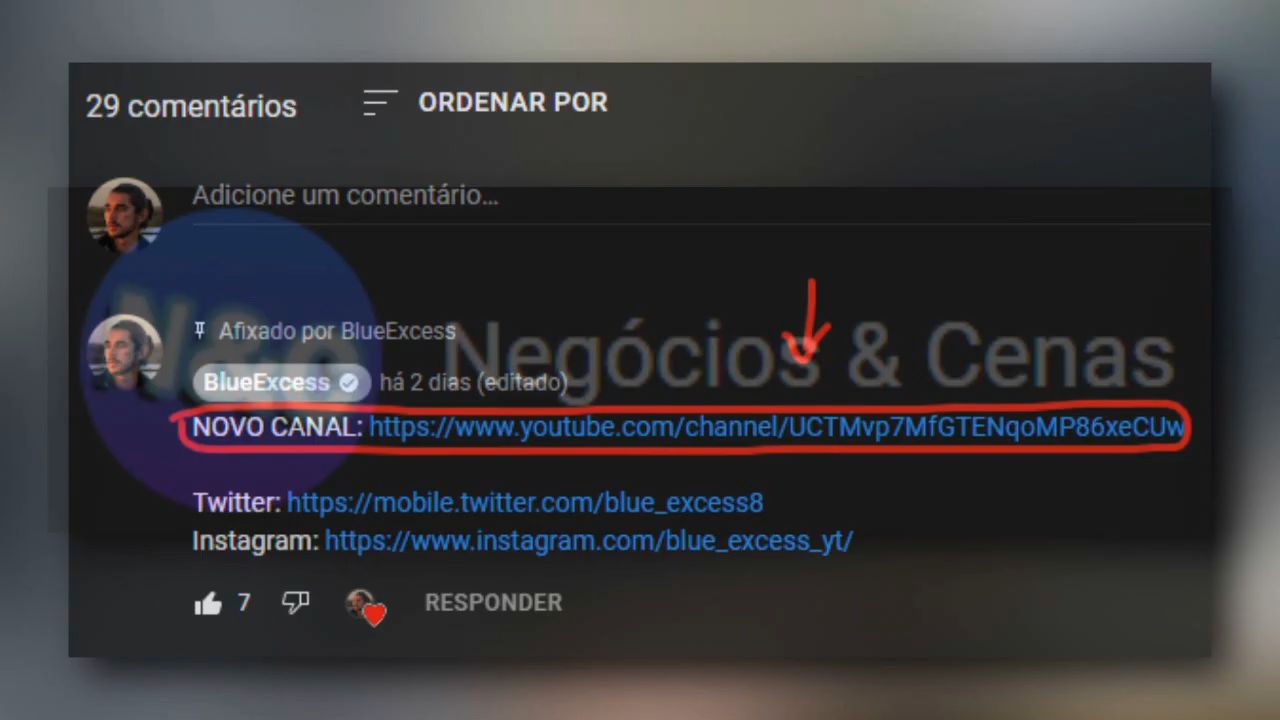 29 comentários
ORDENAR POR
Adicione um comentário...
Afixado por BlueExcess
Negócios & Cenas
BlueExcess há 2 dias (editado)
NOVO CANAL: https://www.youtube.com/channel/UCTMvp7MfGTENqoMP86xeCUw
Twitter: https://mobile.twitter.com/blue_excess8
Instagram: https://www.instagram.com/blue_excess_yt/
7
RESPONDER